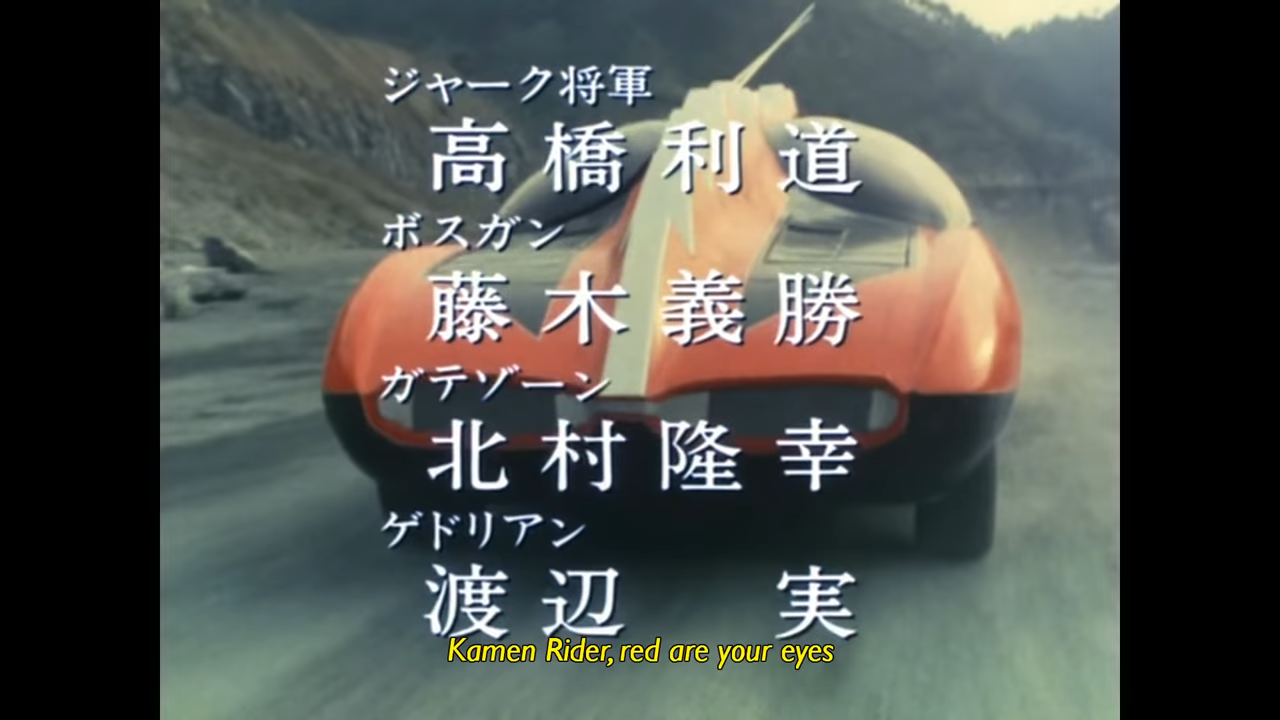 ジャーク将軍
高橋利道
ボスガン
藤木義勝
ガテゾーン
北村隆幸
ゲドリアン
渡辺 実
Kamen Rider, red are your eyes